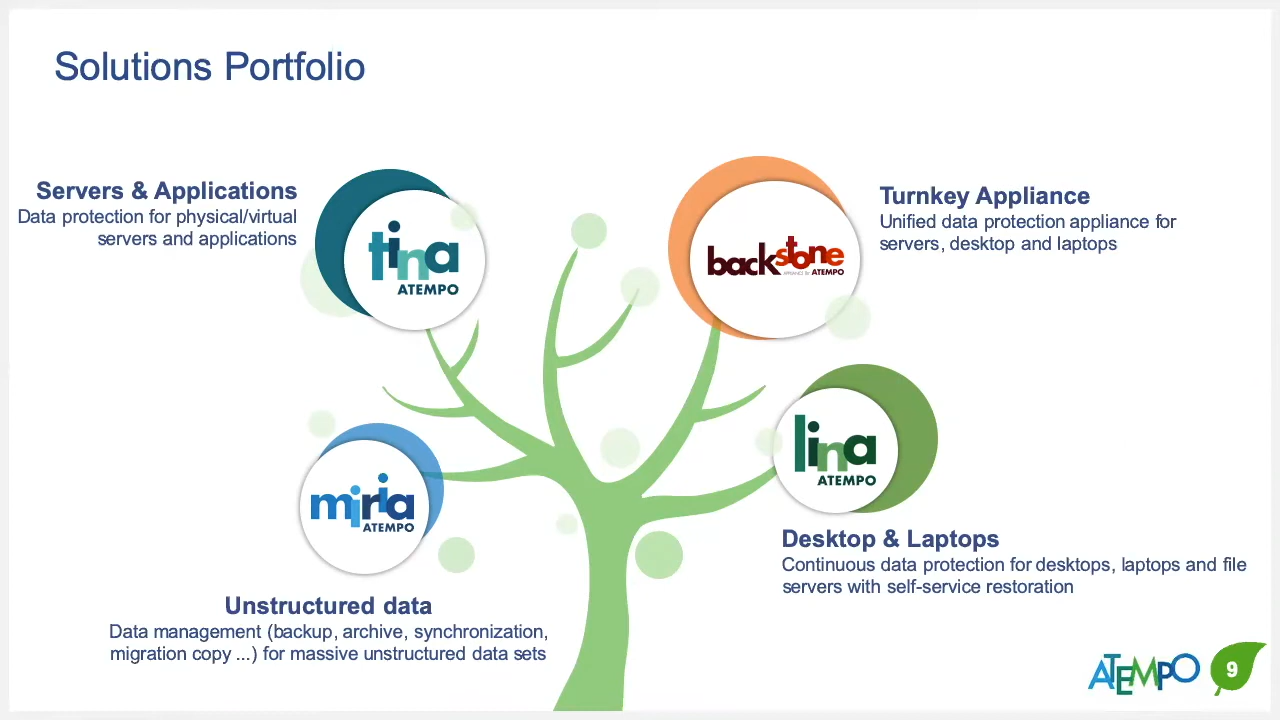 Solutions Portfolio
Servers & Applications
Data protection for physical/virtual
servers and applications
tina
ATEMPO
backstone
APPLIANCE BY ATEMPO
Turnkey Appliance
Unified data protection appliance for
servers, desktop and laptops
miria
ATEMPO
Unstructured data
Data management (backup, archive, synchronization,
migration copy ...) for massive unstructured data sets
lina
ATEMPO
Desktop & Laptops
Continuous data protection for desktops, laptops and file
servers with self-service restoration
ATEMPO
9